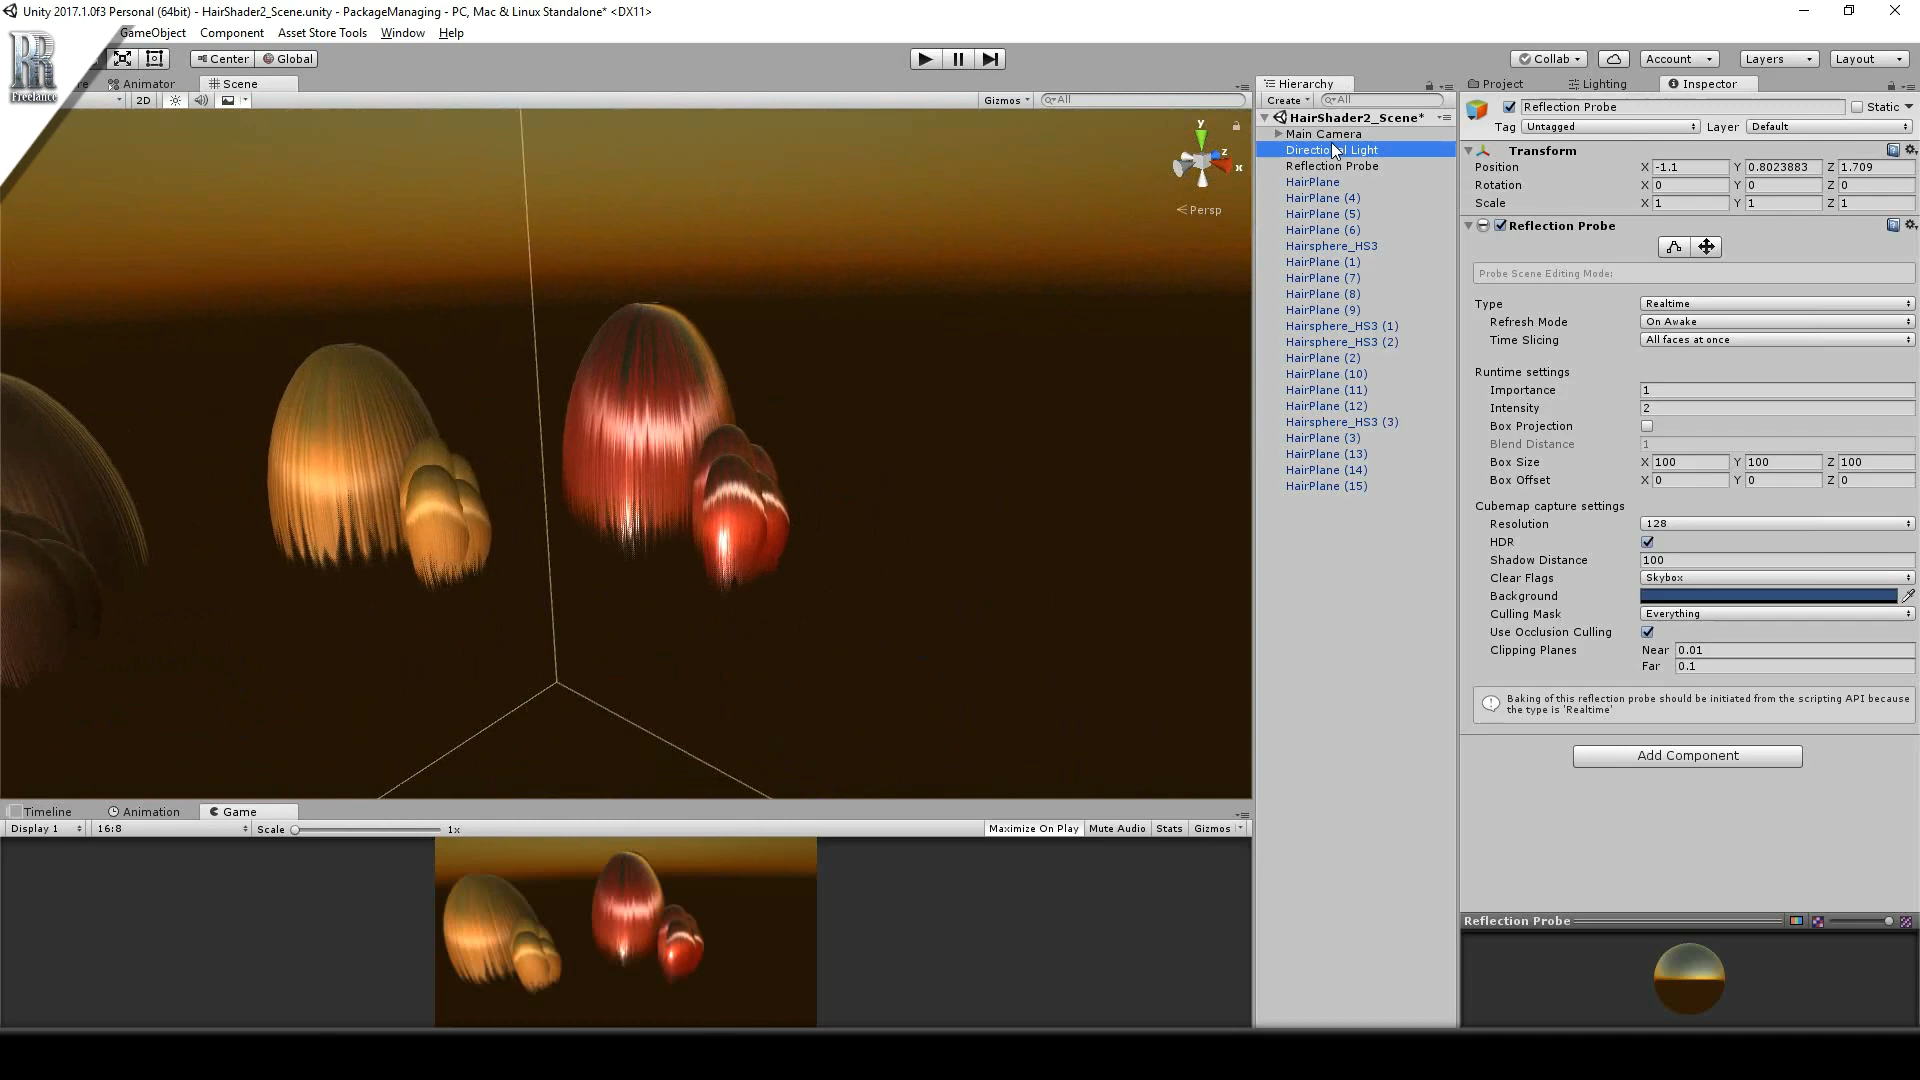 Unity 2017.1.0f3 Personal (64bit) - HairShader2_Scene.unity - PackageManaging - PC, Mac & Linux Standalone* <DX11>
GameObject Component Asset Store Tools Window Help
RR
Freelance
Center Global
Collab Account Layers Layout
Animator Scene
2D Gizmos All
y
z
x
Persp
Hierarchy
Create All
HairShader2_Scene*
Main Camera
Directional Light
Reflection Probe
HairPlane
HairPlane (4)
HairPlane (5)
HairPlane (6)
Hairsphere_HS3
HairPlane (1)
HairPlane (7)
HairPlane (8)
HairPlane (9)
Hairsphere_HS3 (1)
Hairsphere_HS3 (2)
HairPlane (2)
HairPlane (10)
HairPlane (11)
HairPlane (12)
Hairsphere_HS3 (3)
HairPlane (3)
HairPlane (13)
HairPlane (14)
HairPlane (15)
Project Lighting Inspector
Reflection Probe Static
Tag Untagged Layer Default
Transform
Position X -1.1 Y 0.8023883 Z 1.709
Rotation X 0 Y 0 Z 0
Scale X 1 Y 1 Z 1
Reflection Probe
Probe Scene Editing Mode:
Type Realtime
Refresh Mode On Awake
Time Slicing All faces at once
Runtime settings
Importance 1
Intensity 2
Box Projection
Blend Distance 1
Box Size X 100 Y 100 Z 100
Box Offset X 0 Y 0 Z 0
Cubemap capture settings
Resolution 128
HDR
Shadow Distance 100
Clear Flags Skybox
Background
Culling Mask Everything
Use Occlusion Culling
Clipping Planes Near 0.01
Far 0.1
Baking of this reflection probe should be initiated from the scripting API because
the type is 'Realtime'
Add Component
Reflection Probe
Timeline Animation Game
Display 1 16:8 Scale 1x Maximize On Play Mute Audio Stats Gizmos